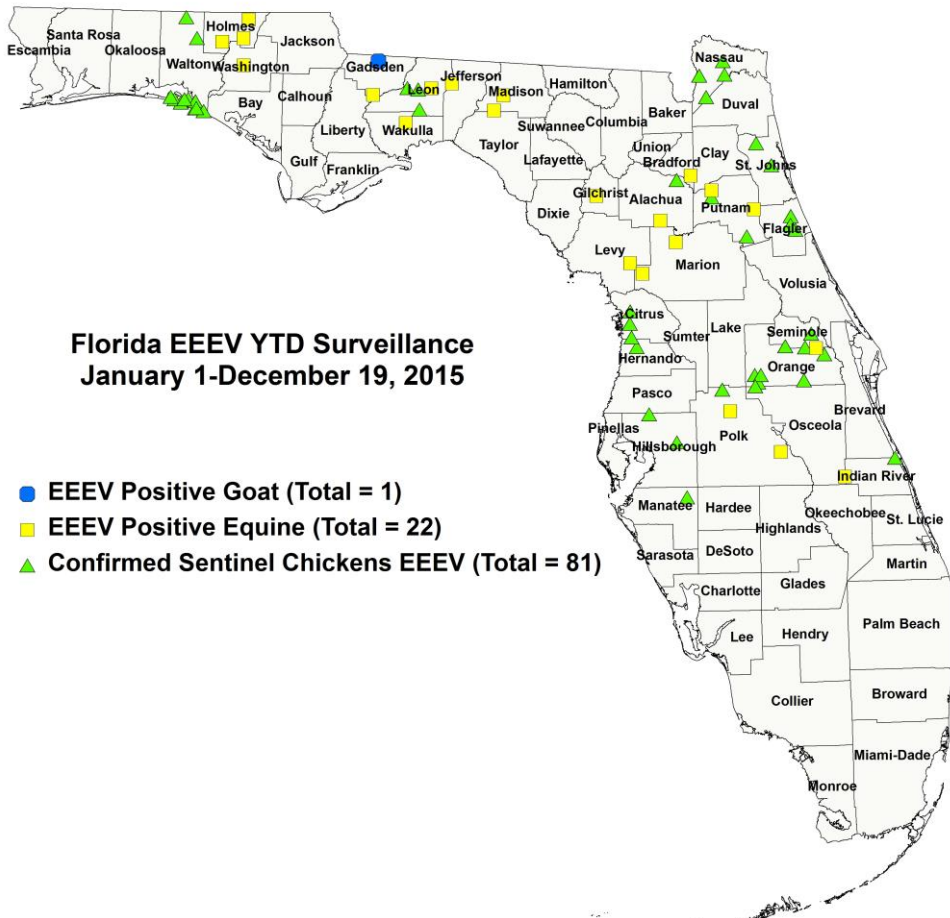 Holmes
Santa Rosa
Jackson
Escambia
Okaloosa
Walton
Washington
Gadsden
Nassau
Jefferson
Leon
Madison
Hamilton
Bay
Calhoun
Baker
Duval
Columbia
Liberty
Wakulla
Suwannee
Taylor
Union
Clay
Gulf
Franklin
Lafayette
Bradford
St. Johns
Gilchrist
Alachua
Dixie
Putnam
Flagler
Levy
Marion
Volusia
Citrus
Lake
Seminole
Sumter
Florida EEEV YTD Surveillance
January 1-December 19, 2015
Hernando
Orange
Pasco
Brevard
Osceola
Pinellas
Polk
Hillsborough
Indian River
EEEV Positive Goat (Total = 1)
EEEV Positive Equine (Total = 22)
Confirmed Sentinel Chickens EEEV (Total = 81)
Manatee
Hardee
Okeechobee
St. Lucie
Highlands
Sarasota
DeSoto
Martin
Charlotte
Glades
Palm Beach
Lee
Hendry
Collier
Broward
Miami-Dade
Monroe